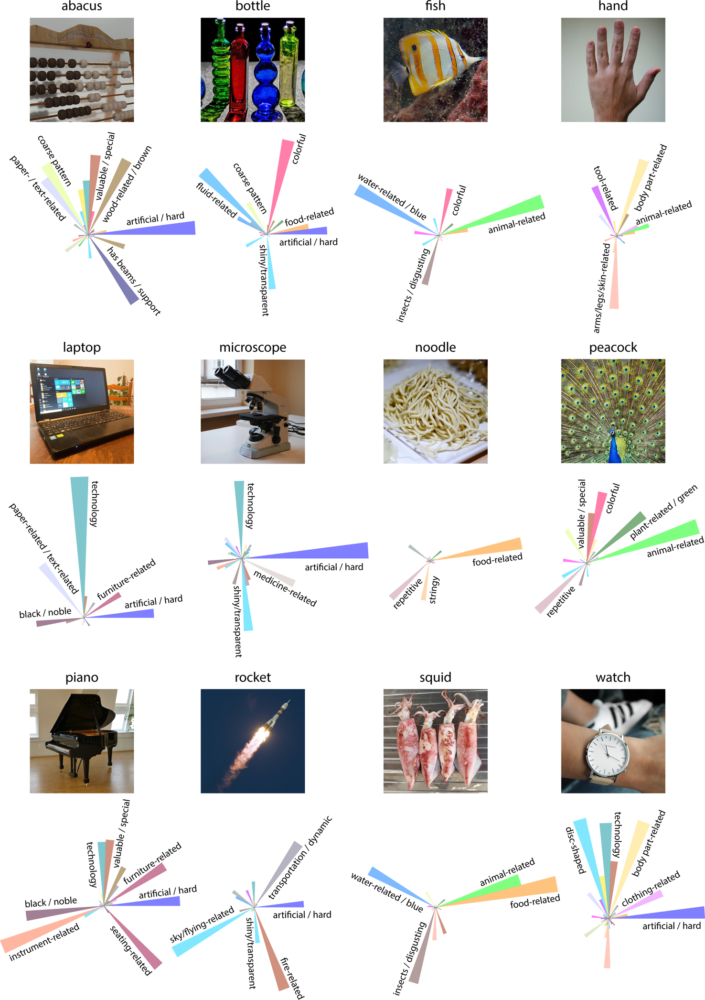 abacus
bottle
fish
hand
coarse pattern
paper- / text-related
valuable / special
wood-related / brown
artificial / hard
has beams / support
colorful
coarse pattern
fluid-related
food-related
artificial / hard
shiny/transparent
water-related / blue
colorful
animal-related
insects / disgusting
tool-related
body part-related
animal-related
arms/legs/skin-related
laptop
microscope
noodle
peacock
technology
paper-related / text-related
furniture-related
artificial / hard
black / noble
technology
artificial / hard
medicine-related
shiny/transparent
food-related
repetitive
stringy
valuable / special
colorful
plant-related / green
animal-related
repetitive
piano
rocket
squid
watch
technology
valuable / special
furniture-related
artificial / hard
black / noble
instrument-related
seating-related
transportation / dynamic
artificial / hard
sky/flying-related
shiny/transparent
fire-related
water-related / blue
animal-related
food-related
insects / disgusting
disc-shaped
technology
body part-related
clothing-related
artificial / hard